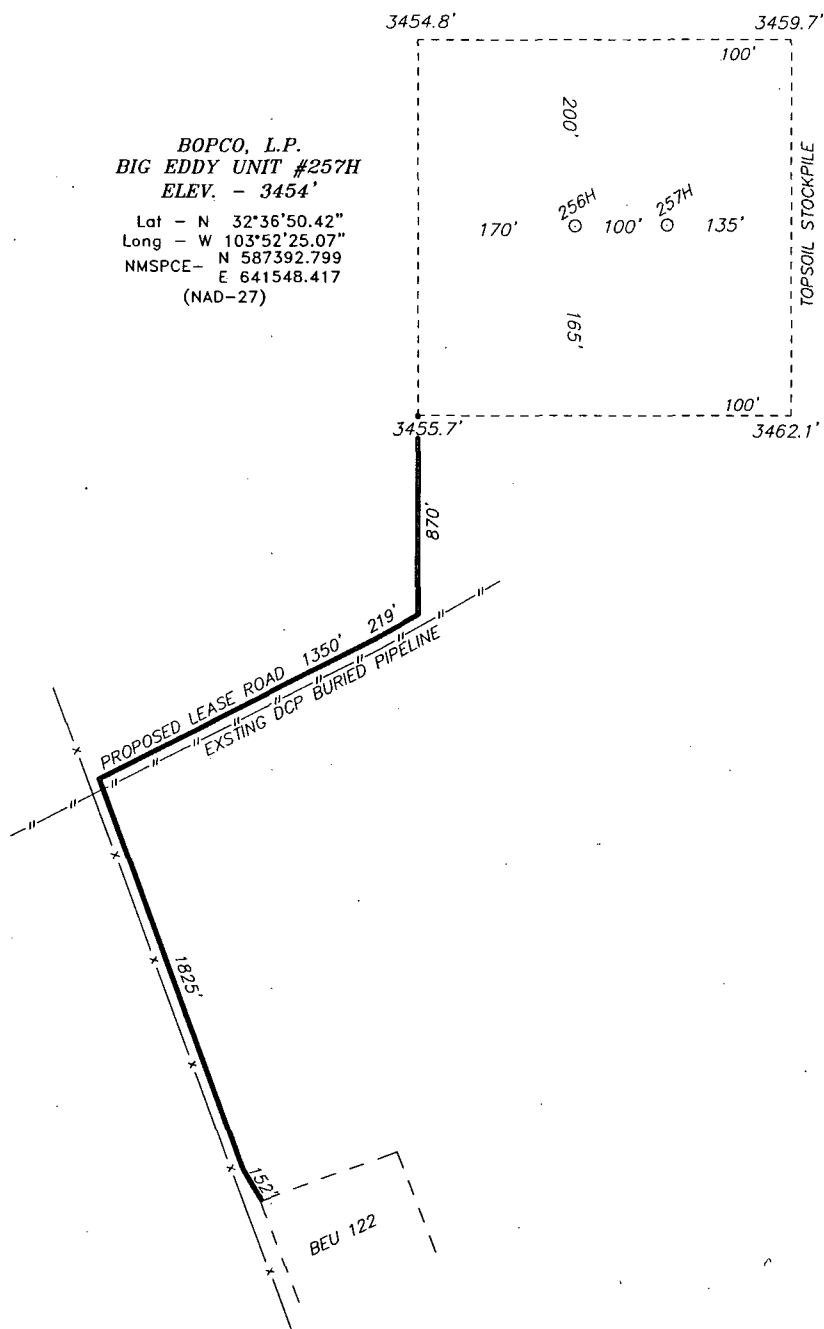 3454.8'
3459.7'
100'
BOPCO, L.P.
BIG EDDY UNIT #257H
ELEV. - 3454'
Lat - N 32°36'50.42"
Long - W 103°52'25.07"
NMSPCE- N 587392.799
E 641548.417
(NAD-27)
200'
TOPSOIL STOCKPILE
170'
256H
100'
257H
135'
165'
100'
3455.7'
3462.1'
870'
PROPOSED LEASE ROAD 1350' 219'
EXSTING DCP BURIED PIPELINE
1825'
152'
BEU 122